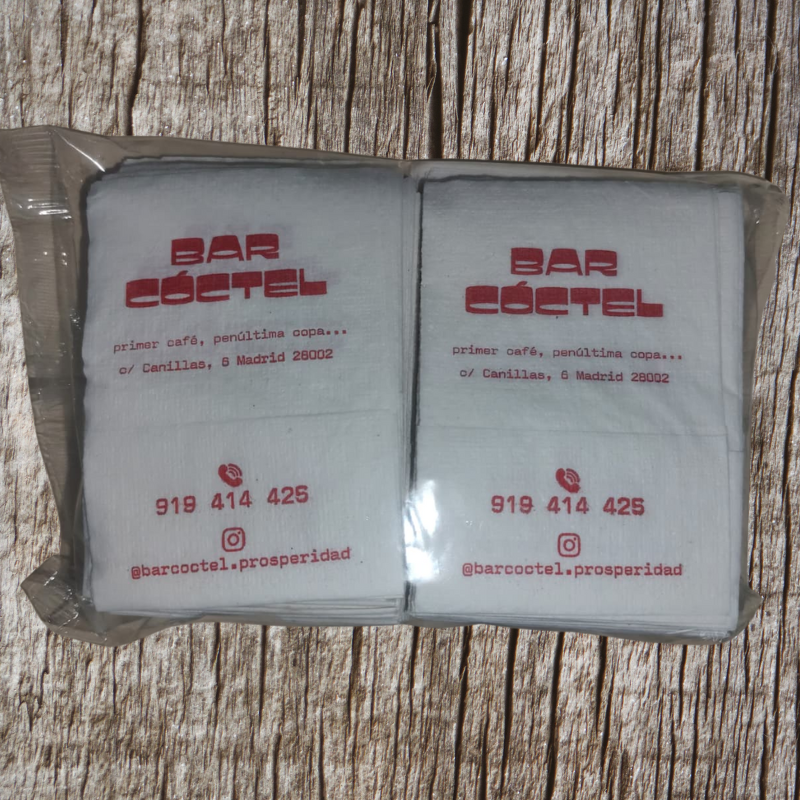 BAR
CÓCTEL
primer café, penúltima copa...
c/ Canillas, 6 Madrid 28002
919 414 425
@barcoctel.prosperidad
BAR
CÓCTEL
primer café, penúltima copa...
c/ Canillas, 6 Madrid 28002
919 414 425
@barcoctel.prosperidad